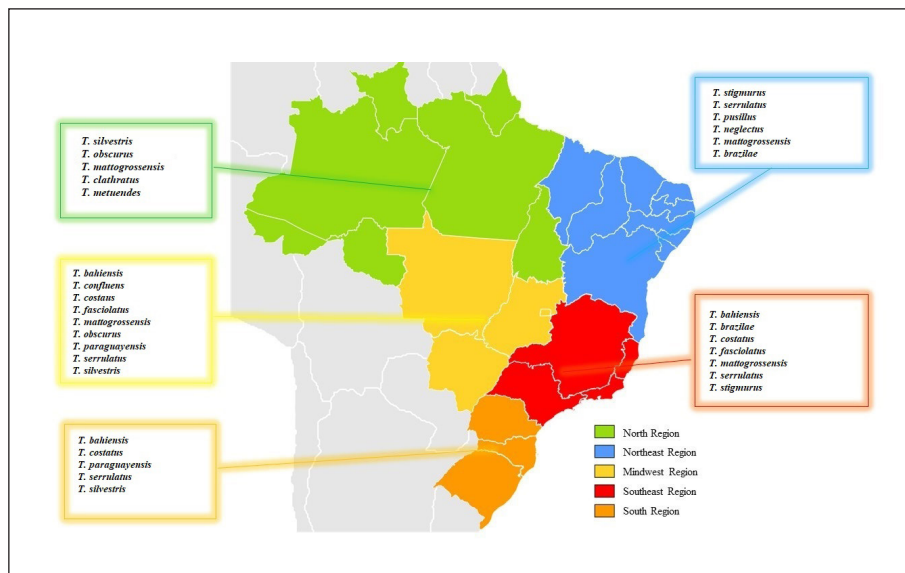 T. silvestris
T. obscurus
T. mattogrossensis
T. clathratus
T. metuendes
T. stigmurus
T. serrulatus
T. pusillus
T. neglectus
T. mattogrossensis
T. brazilae
T. bahiensis
T. confluens
T. costaus
T. fasciolatus
T. mattogrossensis
T. obscurus
T. paraguayensis
T. serrulatus
T. silvestris
T. bahiensis
T. brazilae
T. costatus
T. fasciolatus
T. mattogrossensis
T. serrulatus
T. stigmurus
T. bahiensis
T. costatus
T. paraguayensis
T. serrulatus
T. silvestris
North Region
Northeast Region
Mindwest Region
Southeast Region
South Region